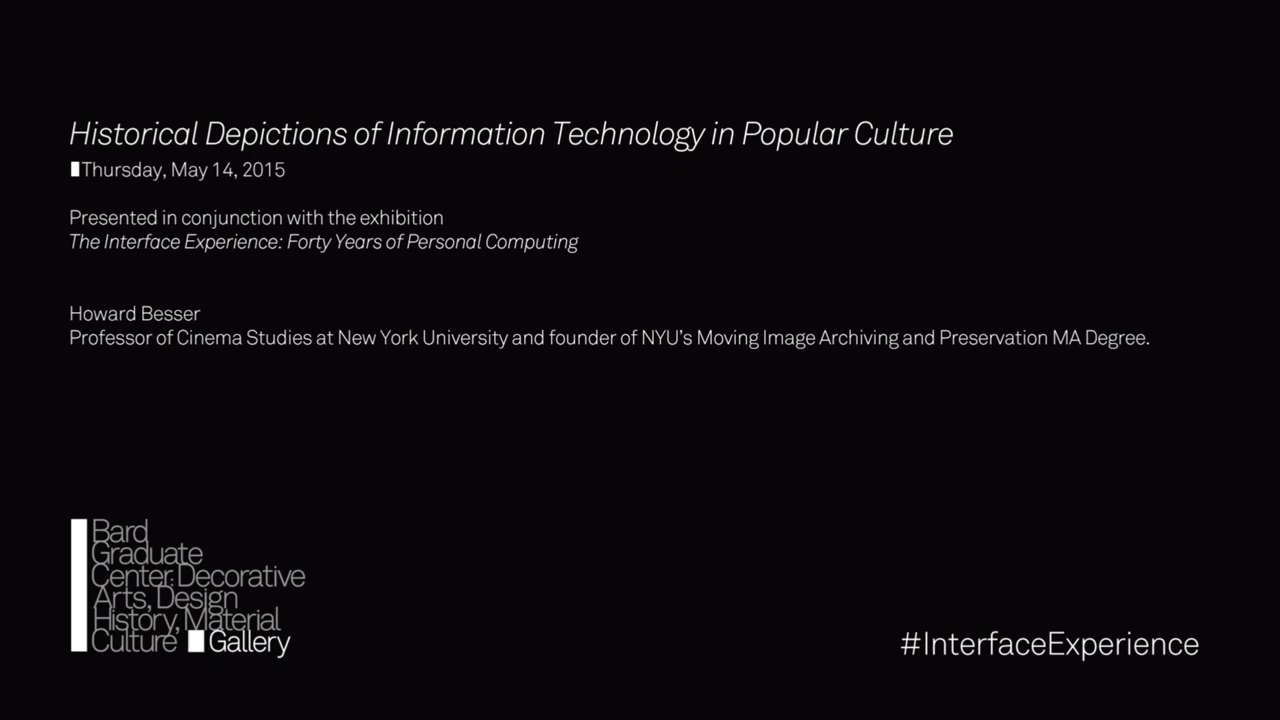 Historical Depictions of Information Technology in Popular Culture
Thursday, May 14, 2015
Presented in conjunction with the exhibition
The Interface Experience: Forty Years of Personal Computing
Howard Besser
Professor of Cinema Studies at New York University and founder of NYU's Moving Image Archiving and Preservation MA Degree.
Bard
Graduate
Center: Decorative
Arts, Design
History, Material
Culture Gallery
#InterfaceExperience